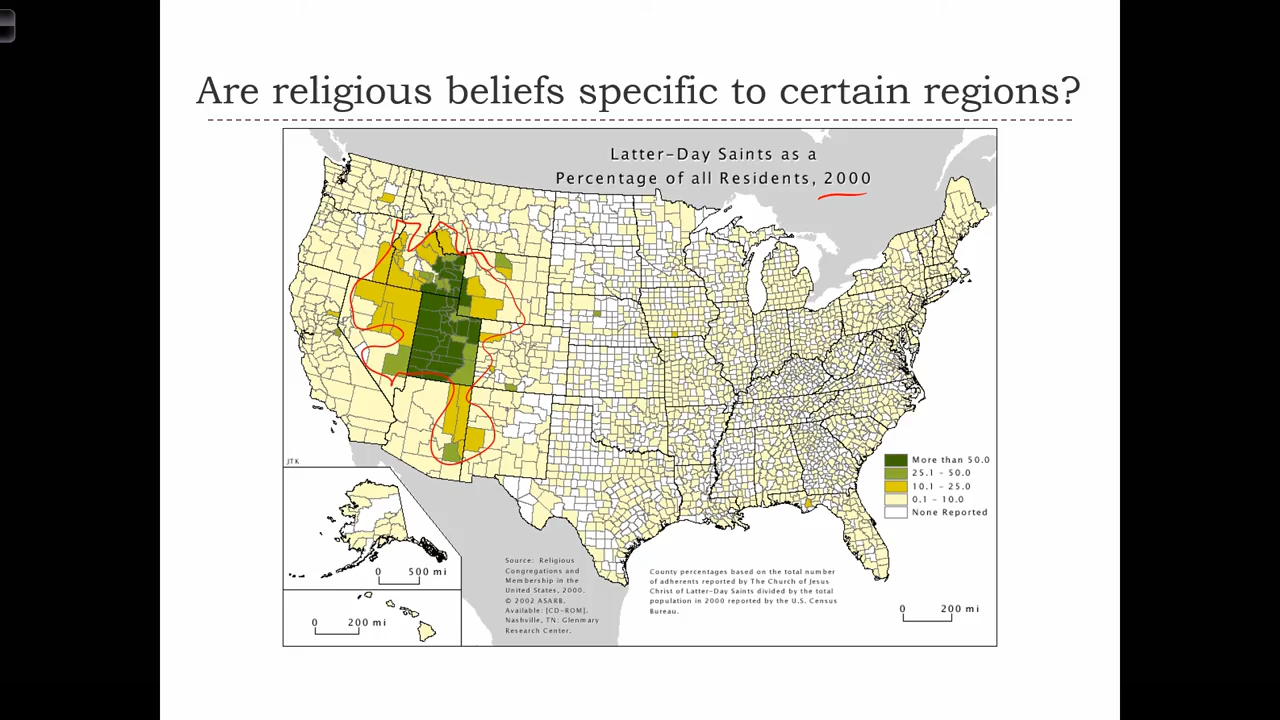 Are religious beliefs specific to certain regions?
Latter-Day Saints as a
Percentage of all Residents, 2000
JTK
More than 50.0
25.1 - 50.0
10.1 - 25.0
0.1 - 10.0
None Reported
0 500 mi
0 200 mi
Source: Religious
Congregations and
Membership in the
United States, 2000.
© 2002 ASARB.
Available: [CD-ROM].
Nashville, TN: Glenmary
Research Center.
County percentages based on the total number
of adherents reported by The Church of Jesus
Christ of Latter-Day Saints divided by the total
population in 2000 reported by the U.S. Census
Bureau.
0 200 mi